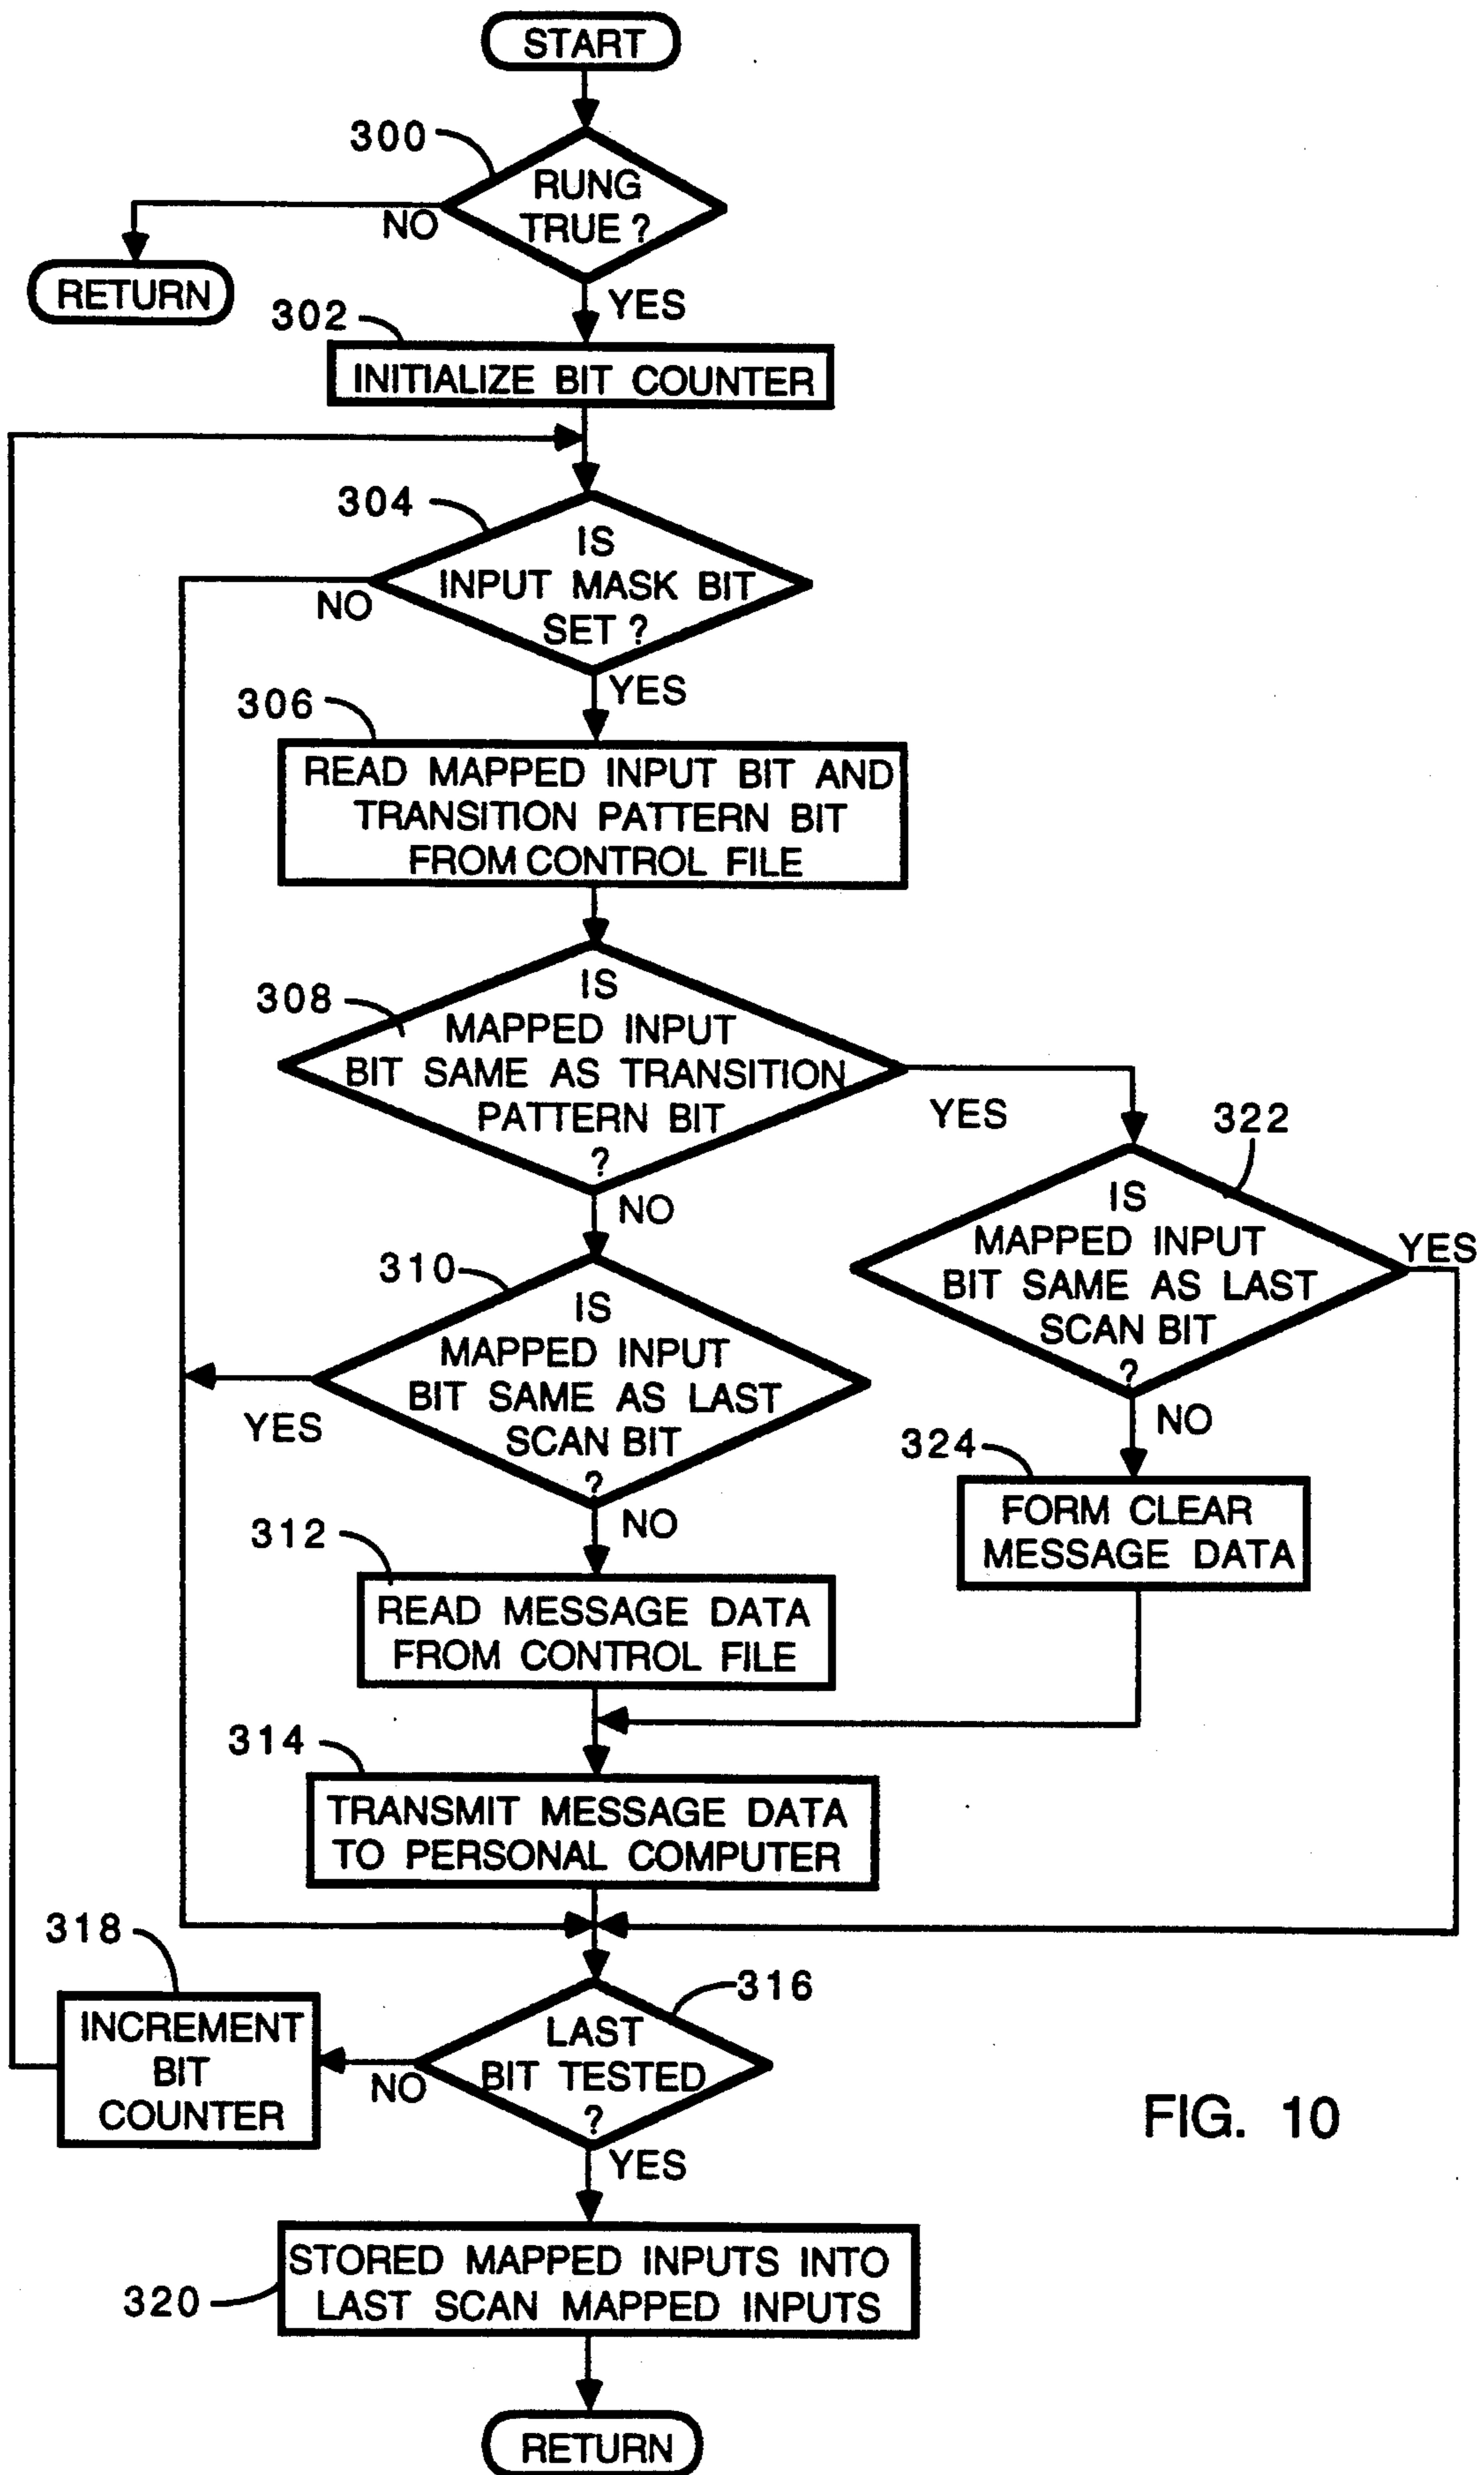 START
300
RUNG
TRUE ?
NO
RETURN
YES
302
INITIALIZE BIT COUNTER
304
IS
INPUT MASK BIT
SET ?
NO
YES
306
READ MAPPED INPUT BIT AND
TRANSITION PATTERN BIT
FROM CONTROL FILE
308
IS
MAPPED INPUT
BIT SAME AS TRANSITION
PATTERN BIT
?
YES
NO
322
IS
MAPPED INPUT
BIT SAME AS LAST
SCAN BIT
?
YES
NO
310
IS
MAPPED INPUT
BIT SAME AS LAST
SCAN BIT
?
YES
NO
324
FORM CLEAR
MESSAGE DATA
312
READ MESSAGE DATA
FROM CONTROL FILE
314
TRANSMIT MESSAGE DATA
TO PERSONAL COMPUTER
318
INCREMENT
BIT
COUNTER
316
LAST
BIT TESTED
?
NO
YES
FIG. 10
320
STORED MAPPED INPUTS INTO
LAST SCAN MAPPED INPUTS
RETURN